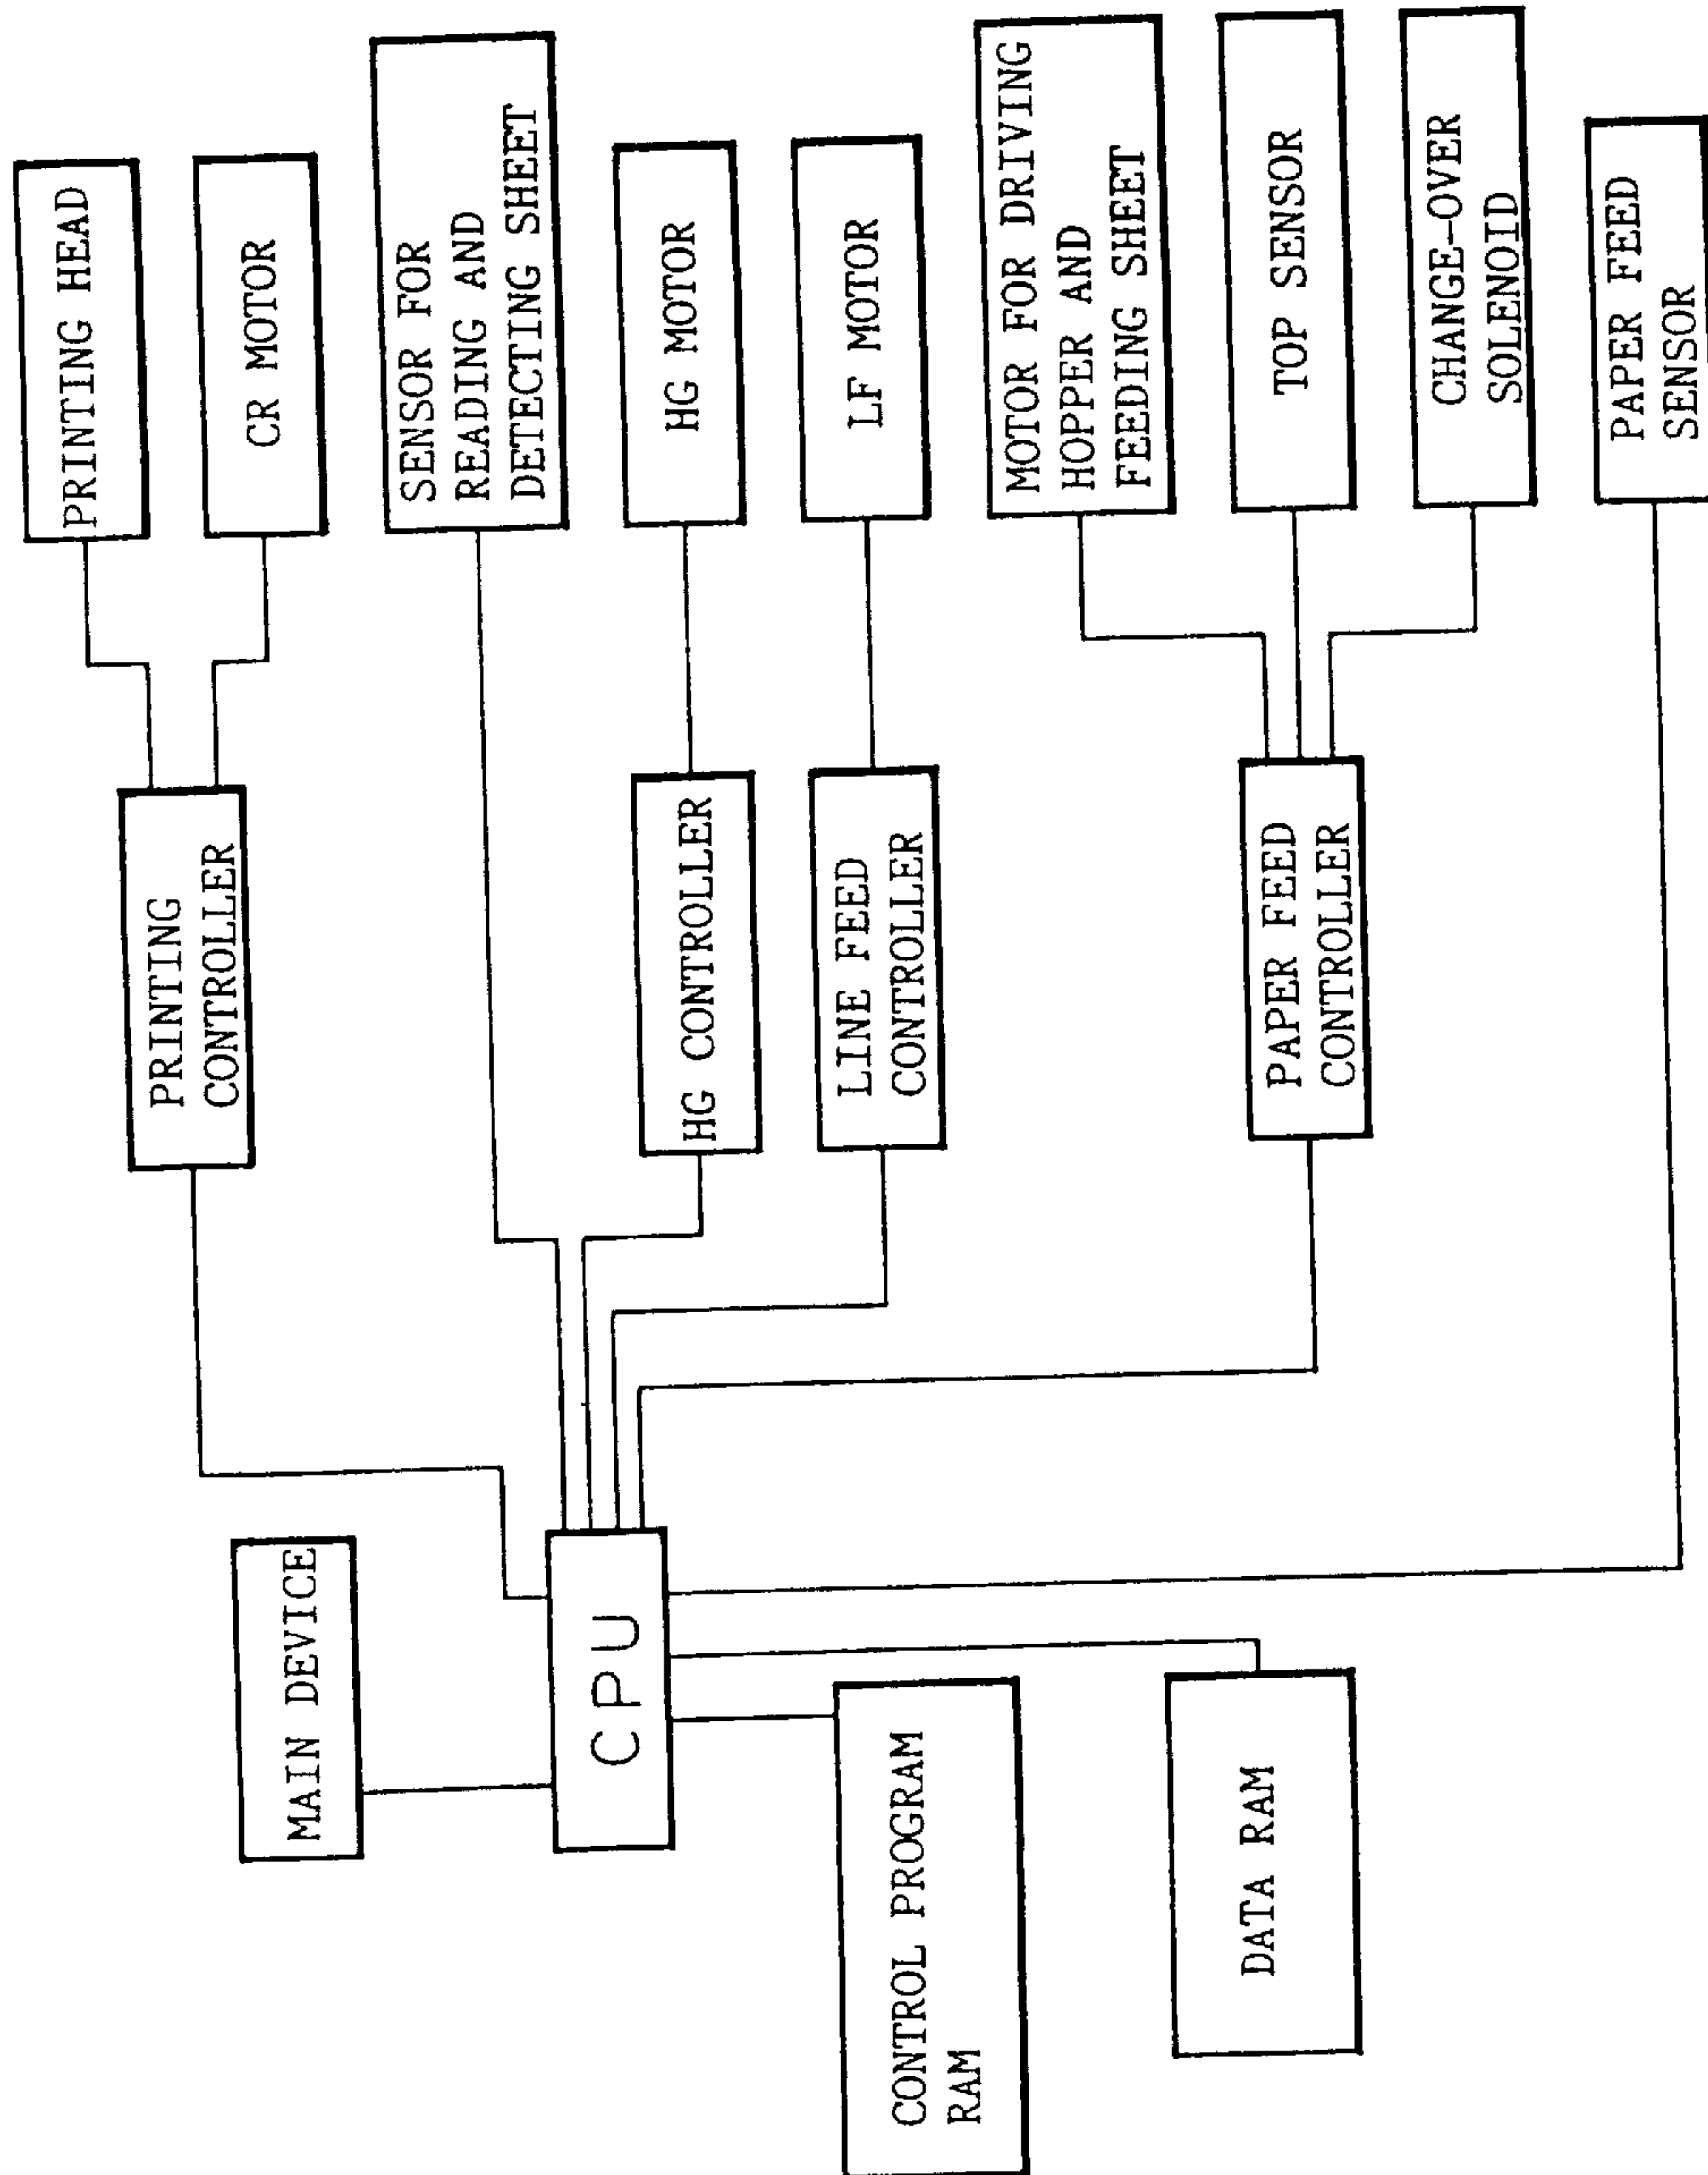 PRINTING HEAD
CR MOTOR
PRINTING
CONTROLLER
SENSOR FOR
READING AND
DETECTING SHEET
MAIN DEVICE
HG MOTOR
HG CONTROLLER
CPU
LF MOTOR
LINE FEED
CONTROLLER
CONTROL PROGRAM
RAM
MOTOR FOR DRIVING
HOPPER AND
FEEDING SHEET
TOP SENSOR
PAPER FEED
CONTROLLER
DATA RAM
CHANGE-OVER
SOLENOID
PAPER FEED
SENSOR